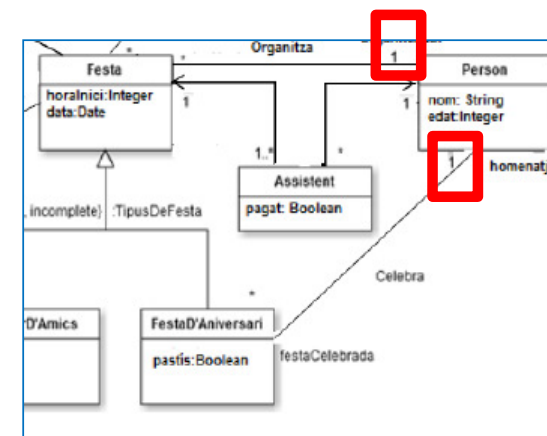 *
*
Organitza
1
Festa
horaInici:Integer
data:Date
1
1..*
*
1
Person
nom: String
edat:Integer
Assistent
pagat: Boolean
1
homenatj
, incomplete}
:TipusDeFesta
Celebra
*
D'Amics
FestaD'Aniversari
pastís:Boolean
festaCelebrada